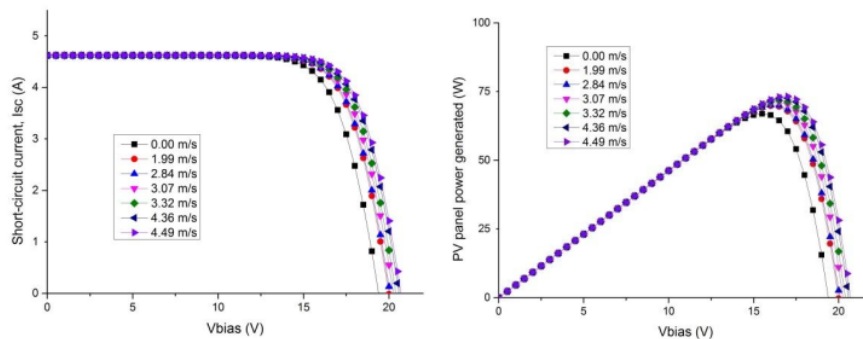 Short-circuit current, Isc (A)
5
4
3
2
1
0
0.00 m/s
1.99 m/s
2.84 m/s
3.07 m/s
3.32 m/s
4.36 m/s
4.49 m/s
0 5 10 15 20
Vbias (V)
PV panel power generated (W)
100
75
50
25
0
0.00 m/s
1.99 m/s
2.84 m/s
3.07 m/s
3.32 m/s
4.36 m/s
4.49 m/s
0 5 10 15 20
Vbias (V)